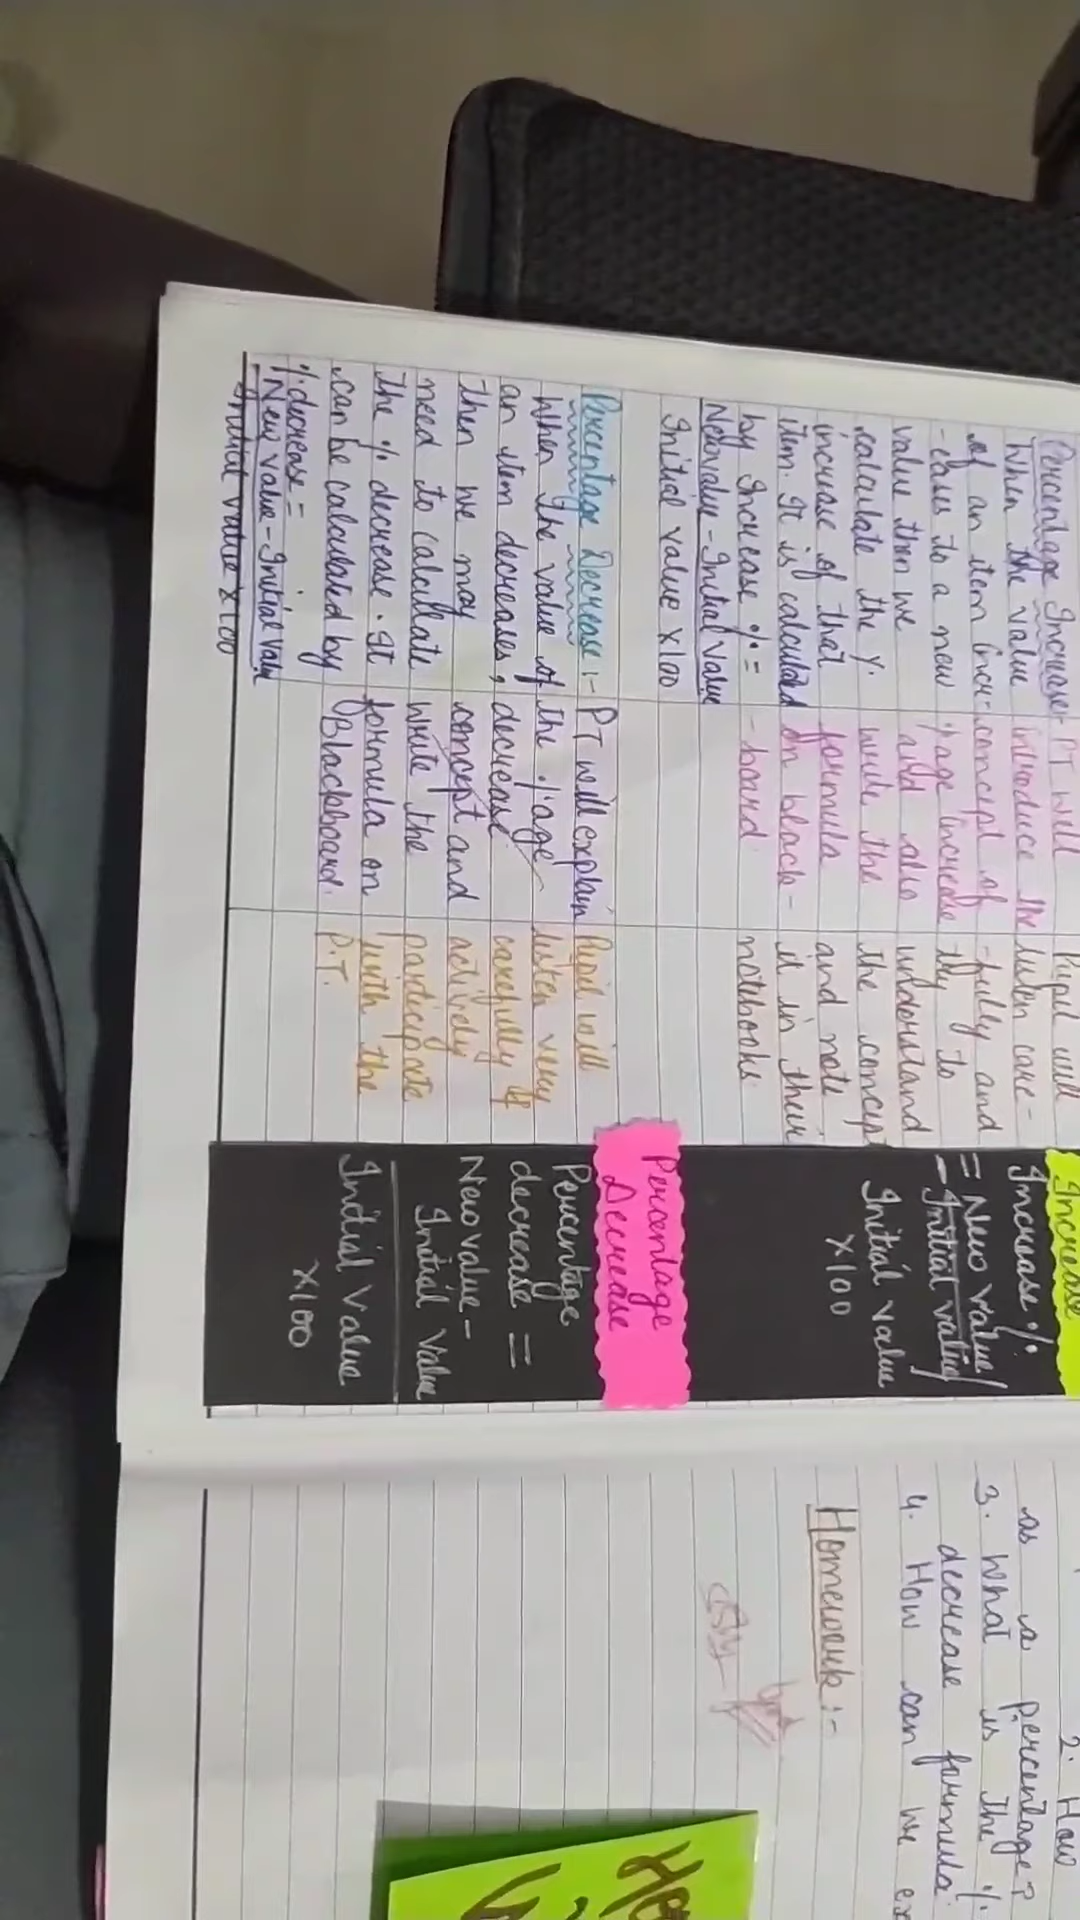 Percentage Increase:-
When the value
of an item incr-
-eases to a new
value then we
calculate the %
increase of that
item. It is calculated
by Increase % =
New value - Initial Value
Initial value x 100
PT will
introduce the
concept of
% age increase
and also
write the
formula
on black-
-board
Pupil will
listen care-
-fully and
try to
understand
the concept
and note
it in their
notebooks.
Increase
Increase %
= New value/
- Initial value/
Initial value
x 100
Percentage Decrease :-
When the value of
an item decreases,
then we may
need to calculate
the % decrease. It
can be calculated by
% decrease =
- New value - Initial Value
Initial value x 100
PT will explain
the % age
decrease
concept and
write the
formula on
Blackboard.
Pupil will
listen very
carefully &
actively
participate
with the
P.T.
Percentage
Decrease
Percentage
decrease =
New value -
Initial Value
Initial Value
x 100
2. How
as a percentage?
3. What is the %
decrease formula?
4. How can we ex
Homework :-